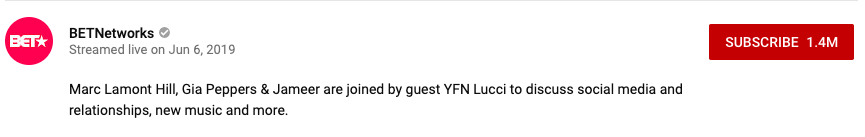 BET★
BETNetworks
Streamed live on Jun 6, 2019
SUBSCRIBE 1.4M
Marc Lamont Hill, Gia Peppers & Jameer are joined by guest YFN Lucci to discuss social media and
relationships, new music and more.